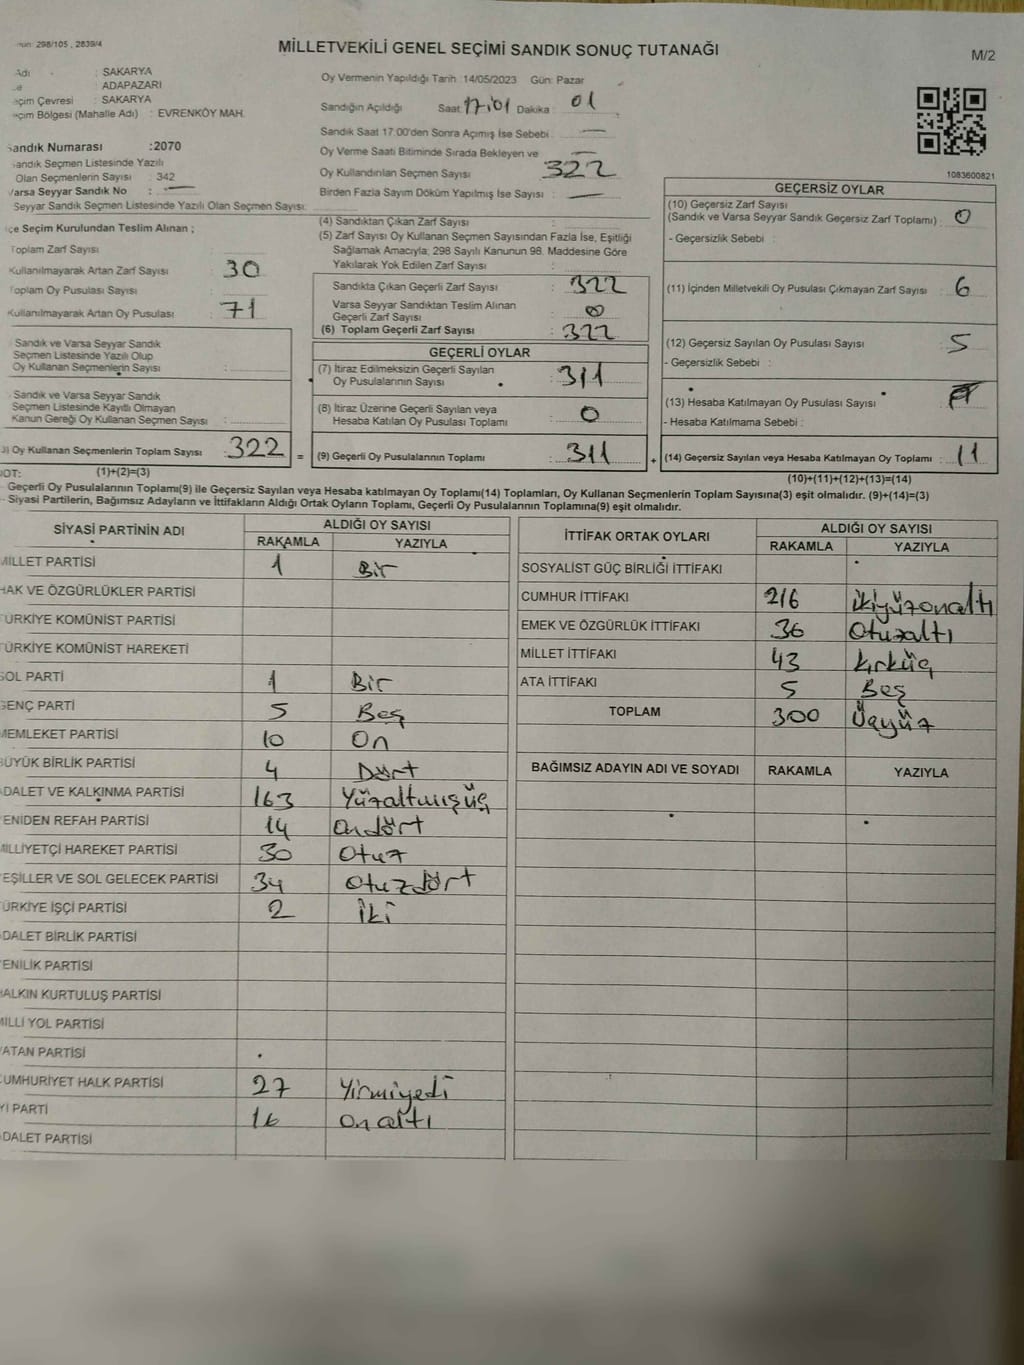 298/105 , 2839/4
MİLLETVEKİLİ GENEL SEÇİMİ SANDIK SONUÇ TUTANAĞI
M/2
Adı : SAKARYA
ADAPAZARI
eçim Çevresi : SAKARYA
eçim Bölgesi (Mahalle Adı) : EVRENKÖY MAH.
Sandık Numarası :2070
Sandık Seçmen Listesinde Yazılı
Olan Seçmenlerin Sayısı : 342
Varsa Seyyar Sandık No : —
Seyyar Sandık Seçmen Listesinde Yazılı Olan Seçmen Sayısı:
Oy Vermenin Yapıldığı Tarih :14/05/2023 Gün: Pazar
Sandığın Açıldığı Saat: 17:01 Dakika : 01
Sandık Saat 17.00'den Sonra Açımış İse Sebebi : —
Oy Verme Saati Bitiminde Sırada Bekleyen ve —
Oy Kullandırılan Seçmen Sayısı : 322
Birden Fazla Sayım Döküm Yapılmış İse Sayısı : —
1083600821
çe Seçim Kurulundan Teslim Alınan ;
Toplam Zarf Sayısı :
Kullanılmayarak Artan Zarf Sayısı : 30
Toplam Oy Pusulası Sayısı :
Kullanılmayarak Artan Oy Pusulası : 71
Sandık ve Varsa Seyyar Sandık
Seçmen Listesinde Yazılı Olup
Oy Kullanan Seçmenlerin Sayısı :
Sandık ve Varsa Seyyar Sandık
Seçmen Listesinde Kayıtlı Olmayan
Kanun Gereği Oy Kullanan Seçmen Sayısı :
3) Oy Kullanan Seçmenlerin Toplam Sayısı : 322 =
(4) Sandıktan Çıkan Zarf Sayısı :
(5) Zarf Sayısı Oy Kullanan Seçmen Sayısından Fazla İse, Eşitliği
Sağlamak Amacıyla, 298 Sayılı Kanunun 98. Maddesine Göre
Yakılarak Yok Edilen Zarf Sayısı :
Sandıkta Çıkan Geçerli Zarf Sayısı : 322
Varsa Seyyar Sandıktan Teslim Alınan
Geçerli Zarf Sayısı : 0
(6) Toplam Geçerli Zarf Sayısı : 322
GEÇERLİ OYLAR
(7) İtiraz Edilmeksizin Geçerli Sayılan
Oy Pusulalarının Sayısı : 311
(8) İtiraz Üzerine Geçerli Sayılan veya
Hesaba Katılan Oy Pusulası Toplamı : 0
(9) Geçerli Oy Pusulalarının Toplamı : 311 +
GEÇERSİZ OYLAR
(10) Geçersiz Zarf Sayısı
(Sandık ve Varsa Seyyar Sandık Geçersiz Zarf Toplamı) : 0
- Geçersizlik Sebebi :
(11) İçinden Milletvekili Oy Pusulası Çıkmayan Zarf Sayısı : 6
(12) Geçersiz Sayılan Oy Pusulası Sayısı : 5
- Geçersizlik Sebebi :
(13) Hesaba Katılmayan Oy Pusulası Sayısı :
- Hesaba Katılmama Sebebi :
(14) Geçersiz Sayılan veya Hesaba Katılmayan Oy Toplamı : 11
NOT: (1)+(2)=(3) (10)+(11)+(12)+(13)=(14)
Geçerli Oy Pusulalarının Toplamı(9) ile Geçersiz Sayılan veya Hesaba katılmayan Oy Toplamı(14) Toplamları, Oy Kullanan Seçmenlerin Toplam Sayısına(3) eşit olmalıdır. (9)+(14)=(3)
- Siyasi Partilerin, Bağımsız Adayların ve İttifakların Aldığı Ortak Oyların Toplamı, Geçerli Oy Pusulalarının Toplamına(9) eşit olmalıdır.
SİYASİ PARTİNİN ADI ALDIĞI OY SAYISI
RAKAMLA YAZIYLA
MİLLET PARTİSİ 1 Bir
HAK VE ÖZGÜRLÜKLER PARTİSİ
ÜRKİYE KOMÜNİST PARTİSİ
ÜRKİYE KOMÜNİST HAREKETİ
SOL PARTİ 1 Bir
GENÇ PARTİ 5 Beş
MEMLEKET PARTİSİ 10 On
BÜYÜK BİRLİK PARTİSİ 4 Dört
DALET VE KALKINMA PARTİSİ 163 Yüzaltmışüç
ENİDEN REFAH PARTİSİ 14 Ondört
MİLLİYETÇİ HAREKET PARTİSİ 30 Otuz
EŞİLLER VE SOL GELECEK PARTİSİ 34 Otuzdört
ÜRKİYE İŞÇİ PARTİSİ 2 İki
DALET BİRLİK PARTİSİ
ENİLİK PARTİSİ
HALKIN KURTULUŞ PARTİSİ
MİLLİ YOL PARTİSİ
VATAN PARTİSİ
CUMHURİYET HALK PARTİSİ 27 Yirmiyedi
Yİ PARTİ 16 Onaltı
DALET PARTİSİ
İTTİFAK ORTAK OYLARI ALDIĞI OY SAYISI
RAKAMLA YAZIYLA
SOSYALİST GÜÇ BİRLİĞİ İTTİFAKI
CUMHUR İTTİFAKI 216 ikiyüzonaltı
EMEK VE ÖZGÜRLÜK İTTİFAKI 36 Otuzaltı
MİLLET İTTİFAKI 43 kırküç
ATA İTTİFAKI 5 Beş
TOPLAM 300 Üçyüz
BAĞIMSIZ ADAYIN ADI VE SOYADI RAKAMLA YAZIYLA